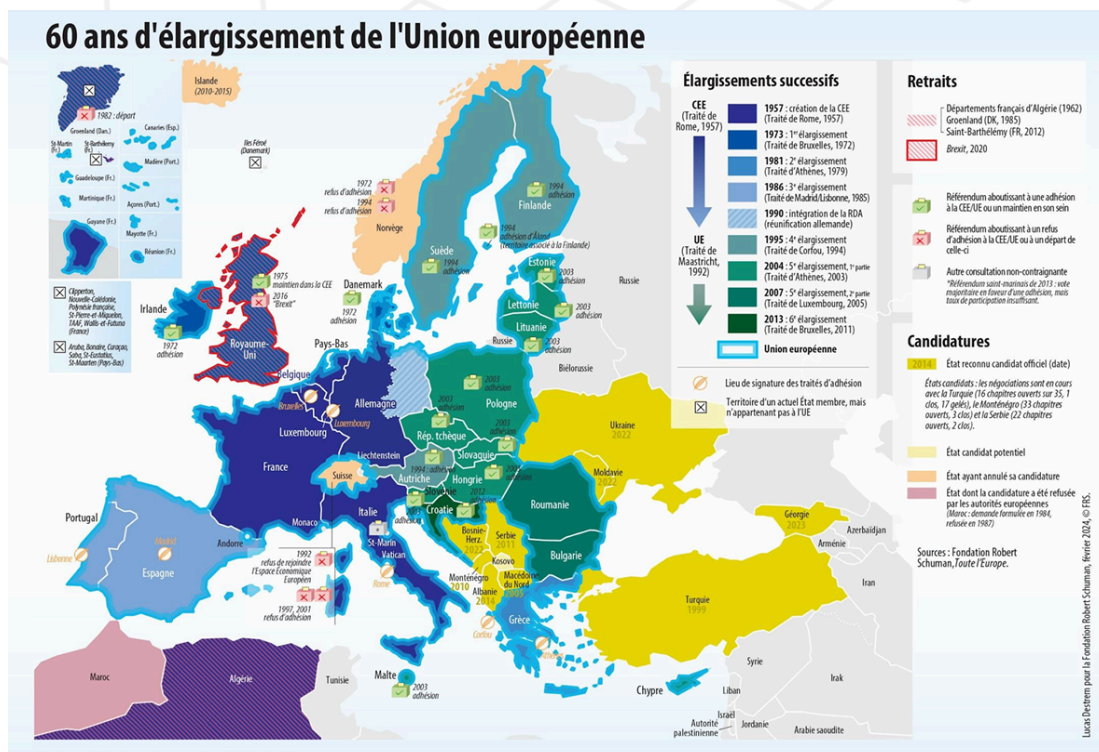 60 ans d'élargissement de l'Union européenne
1982 : départ
Groenland (Dan.)
St-Martin
(Fr.)
St-Barthélemy
(Fr.)
Guadeloupe (Fr.)
Martinique (Fr.)
Guyane (Fr.)
Canaries (Esp.)
Madère (Port.)
Açores (Port.)
Mayotte
(Fr.)
Réunion (Fr.)
Clipperton,
Nouvelle-Calédonie,
Polynésie française,
St-Pierre-et-Miquelon,
TAAF, Wallis-et-Futuna
(France)
Aruba, Bonaire, Curaçao,
Saba, St-Eustatius,
St-Maarten (Pays-Bas)
Islande
(2010-2015)
Iles Féroé
(Danemark)
1972
refus d'adhésion
1994
refus d'adhésion
Norvège
Suède
1994
adhésion
1994
adhésion
Finlande
1994
adhésion d'Åland
(Territoire associé à la Finlande)
Estonie
2003
adhésion
Lettonie
2003
adhésion
Lituanie
2003
adhésion
Russie
Russie
Biélorussie
Irlande
1972
adhésion
1975
maintien dans la CEE
2016
"Brexit"
Royaume-
Uni
Danemark
1972
adhésion
Pays-Bas
Belgique
Bruxelles
Luxembourg
Luxembourg
Allemagne
Pologne
2003
adhésion
2003
adhésion
Rép. tchèque
2003
adhésion
Slovaquie
Liechtenstein
1994 : adhésion
Autriche
Hongrie
2003
adhésion
Slovénie
2003
adhésion
Croatie
2012
adhésion
France
Suisse
Monaco
Italie
St-Marin
Vatican
Rome
Andorre
1992
refus de rejoindre
l'Espace Economique
Européen
1997, 2001
refus d'adhésion
Portugal
Lisbonne
Madrid
Espagne
Ukraine
2022
Moldavie
2022
Roumanie
Bulgarie
Bosnie-
Herz.
2022
Serbie
2011
Kosovo
Monténégro
2010
Macédoine
du Nord
2005
Albanie
2014
Corfou
Grèce
Athènes
Turquie
1999
Géorgie
2023
Azerbaïdjan
Arménie
Iran
Irak
Syrie
Liban
Israël
Autorité
palestinienne
Jordanie
Arabie saoudite
Chypre
Malte
2003
adhésion
Maroc
Algérie
Tunisie
Élargissements successifs
CEE
(Traité de
Rome, 1957)
UE
(Traité de
Maastricht,
1992)
1957 : création de la CEE
(Traité de Rome, 1957)
1973 : 1er élargissement
(Traité de Bruxelles, 1972)
1981 : 2e élargissement
(Traité d'Athènes, 1979)
1986 : 3e élargissement
(Traité de Madrid/Lisbonne, 1985)
1990 : intégration de la RDA
(réunification allemande)
1995 : 4e élargissement
(Traité de Corfou, 1994)
2004 : 5e élargissement, 1e partie
(Traité d'Athènes, 2003)
2007 : 5e élargissement, 2e partie
(Traité de Luxembourg, 2005)
2013 : 6e élargissement
(Traité de Bruxelles, 2011)
Union européenne
Lieu de signature des traités d'adhésion
Territoire d'un actuel État membre, mais
n'appartenant pas à l'UE
Retraits
Départements français d'Algérie (1962)
Groenland (DK, 1985)
Saint-Barthélémy (FR, 2012)
Brexit, 2020
Référendum aboutissant à une adhésion
à la CEE/UE ou un maintien en son sein
Référendum aboutissant à un refus
d'adhésion à la CEE/UE ou à un départ de
celle-ci
Autre consultation non-contraignante
*Référendum saint-marinais de 2013 : vote
majoritaire en faveur d'une adhésion, mais
taux de participation insuffisant.
Candidatures
2014
État reconnu candidat officiel (date)
États candidats : les négociations sont en cours
avec la Turquie (16 chapitres ouverts sur 35, 1
clos, 17 gelés), le Monténégro (33 chapitres
ouverts, 3 clos) et la Serbie (22 chapitres
ouverts, 2 clos).
État candidat potentiel
État ayant annulé sa candidature
État dont la candidature a été refusée
par les autorités européennes
(Maroc : demande formulée en 1984,
refusée en 1987)
Sources : Fondation Robert
Schuman, Toute l'Europe.
Lucas Destrem pour la Fondation Robert Schuman, février 2024, © FRS.